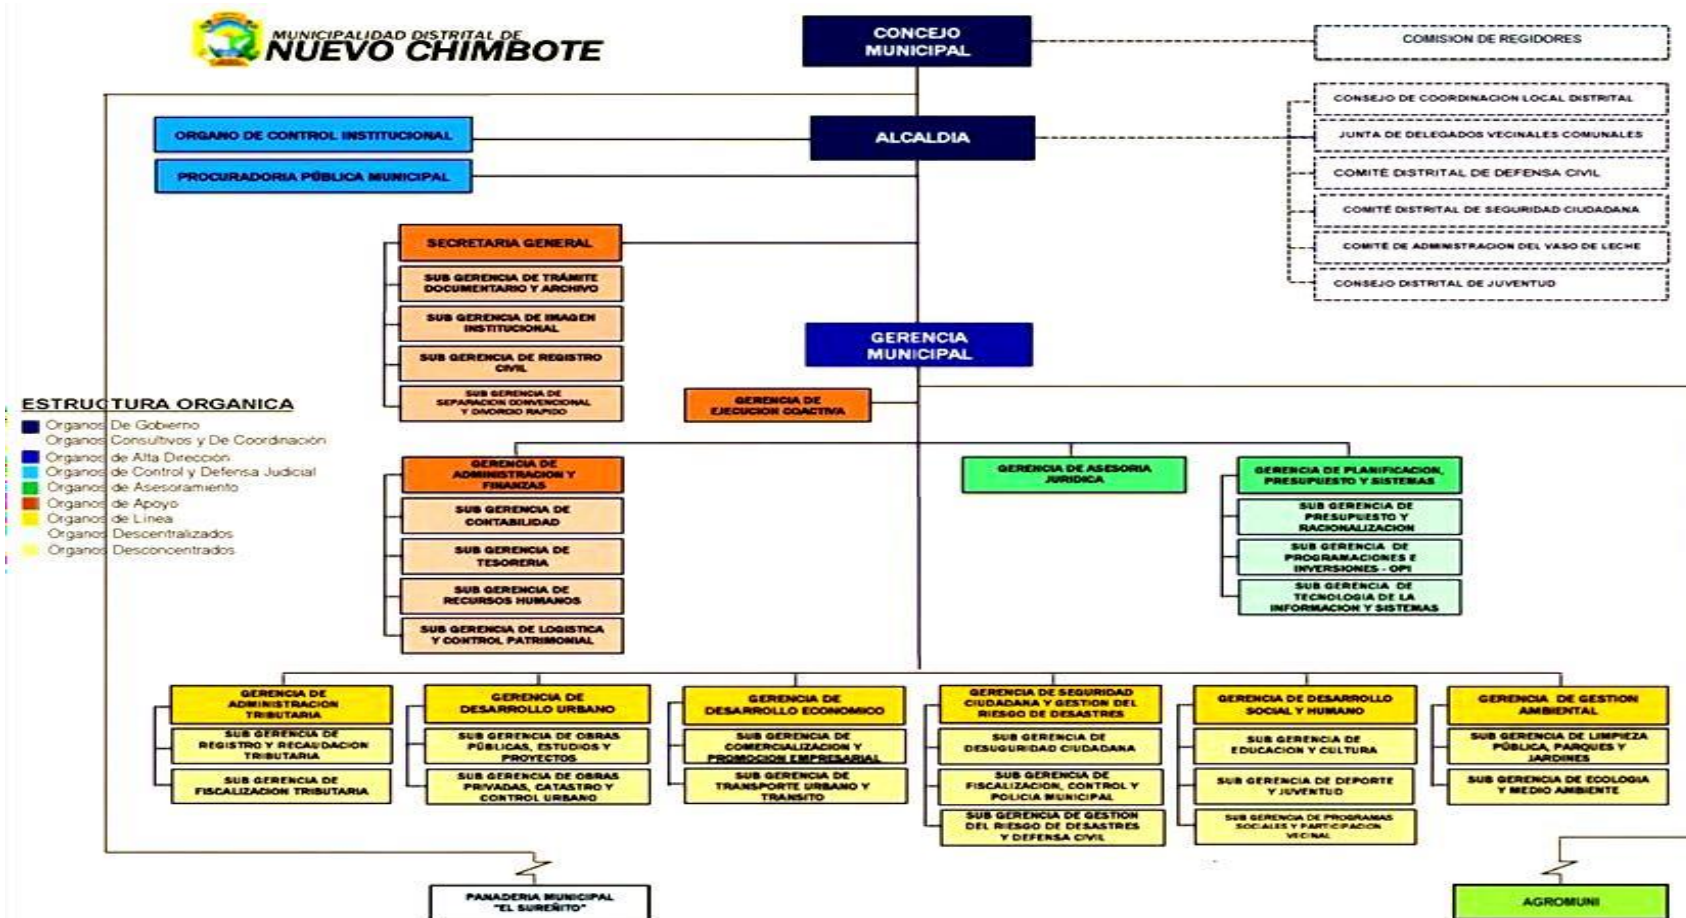 MUNICIPALIDAD DISTRITAL DE
NUEVO CHIMBOTE
CONCEJO
MUNICIPAL
COMISION DE REGIDORES
ALCALDIA
ORGANO DE CONTROL INSTITUCIONAL
PROCURADORIA PÚBLICA MUNICIPAL
CONSEJO DE COORDINACION LOCAL DISTRITAL
JUNTA DE DELEGADOS VECINALES COMUNALES
COMITÉ DISTRITAL DE DEFENSA CIVIL
COMITÉ DISTRITAL DE SEGURIDAD CIUDADANA
COMITÉ DE ADMINISTRACION DEL VASO DE LECHE
CONSEJO DISTRITAL DE JUVENTUD
SECRETARIA GENERAL
SUB GERENCIA DE TRÁMITE
DOCUMENTARIO Y ARCHIVO
SUB GERENCIA DE IMAGEN
INSTITUCIONAL
SUB GERENCIA DE REGISTRO
CIVIL
SUB GERENCIA DE
SEPARACION CONVENCIONAL
Y DIVORCIO RAPIDO
GERENCIA
MUNICIPAL
GERENCIA DE
EJECUCION COACTIVA
ESTRUCTURA ORGANICA
Organos De Gobierno
Organos Consultivos y De Coordinación
Organos de Alta Dirección
Organos de Control y Defensa Judicial
Organos de Asesoramiento
Organos de Apoyo
Organos de Linea
Organos Descentralizados
Organos Desconcentrados
GERENCIA DE
ADMINISTRACION Y
FINANZAS
SUB GERENCIA DE
CONTABILIDAD
SUB GERENCIA DE
TESORERIA
SUB GERENCIA DE
RECURSOS HUMANOS
SUB GERENCIA DE LOGISTICA
Y CONTROL PATRIMONIAL
GERENCIA DE ASESORIA
JURIDICA
GERENCIA DE PLANIFICACION,
PRESUPUESTO Y SISTEMAS
SUB GERENCIA DE
PRESUPUESTO Y
RACIONALIZACION
SUB GERENCIA DE
PROGRAMACIONES E
INVERSIONES - OPI
SUB GERENCIA DE
TECNOLOGIA DE LA
INFORMACION Y SISTEMAS
GERENCIA DE
ADMINISTRACION
TRIBUTARIA
SUB GERENCIA DE
REGISTRO Y RECAUDACION
TRIBUTARIA
SUB GERENCIA DE
FISCALIZACION TRIBUTARIA
GERENCIA DE
DESARROLLO URBANO
SUB GERENCIA DE OBRAS
PÚBLICAS, ESTUDIOS Y
PROYECTOS
SUB GERENCIA DE OBRAS
PRIVADAS, CATASTRO Y
CONTROL URBANO
GERENCIA DE
DESARROLLO ECONOMICO
SUB GERENCIA DE
COMERCIALIZACION Y
PROMOCION EMPRESARIAL
SUB GERENCIA DE
TRANSPORTE URBANO Y
TRANSITO
GERENCIA DE SEGURIDAD
CIUDADANA Y GESTION DEL
RIESGO DE DESASTRES
SUB GERENCIA DE
DESUGURIDAD CIUDADANA
SUB GERENCIA DE
FISCALIZACION, CONTROL Y
POLICIA MUNICIPAL
SUB GERENCIA DE GESTION
DEL RIESGO DE DESASTRES
Y DEFENSA CIVIL
GERENCIA DE DESARROLLO
SOCIAL Y HUMANO
SUB GERENCIA DE
EDUCACION Y CULTURA
SUB GERENCIA DE DEPORTE
Y JUVENTUD
SUB GERENCIA DE PROGRAMAS
SOCIALES Y PARTICIPACION
VECINAL
GERENCIA DE GESTION
AMBIENTAL
SUB GERENCIA DE LIMPIEZA
PÚBLICA, PARQUES Y
JARDINES
SUB GERENCIA DE ECOLOGIA
Y MEDIO AMBIENTE
PANADERIA MUNICIPAL
"EL SUREÑITO"
AGROMUNI